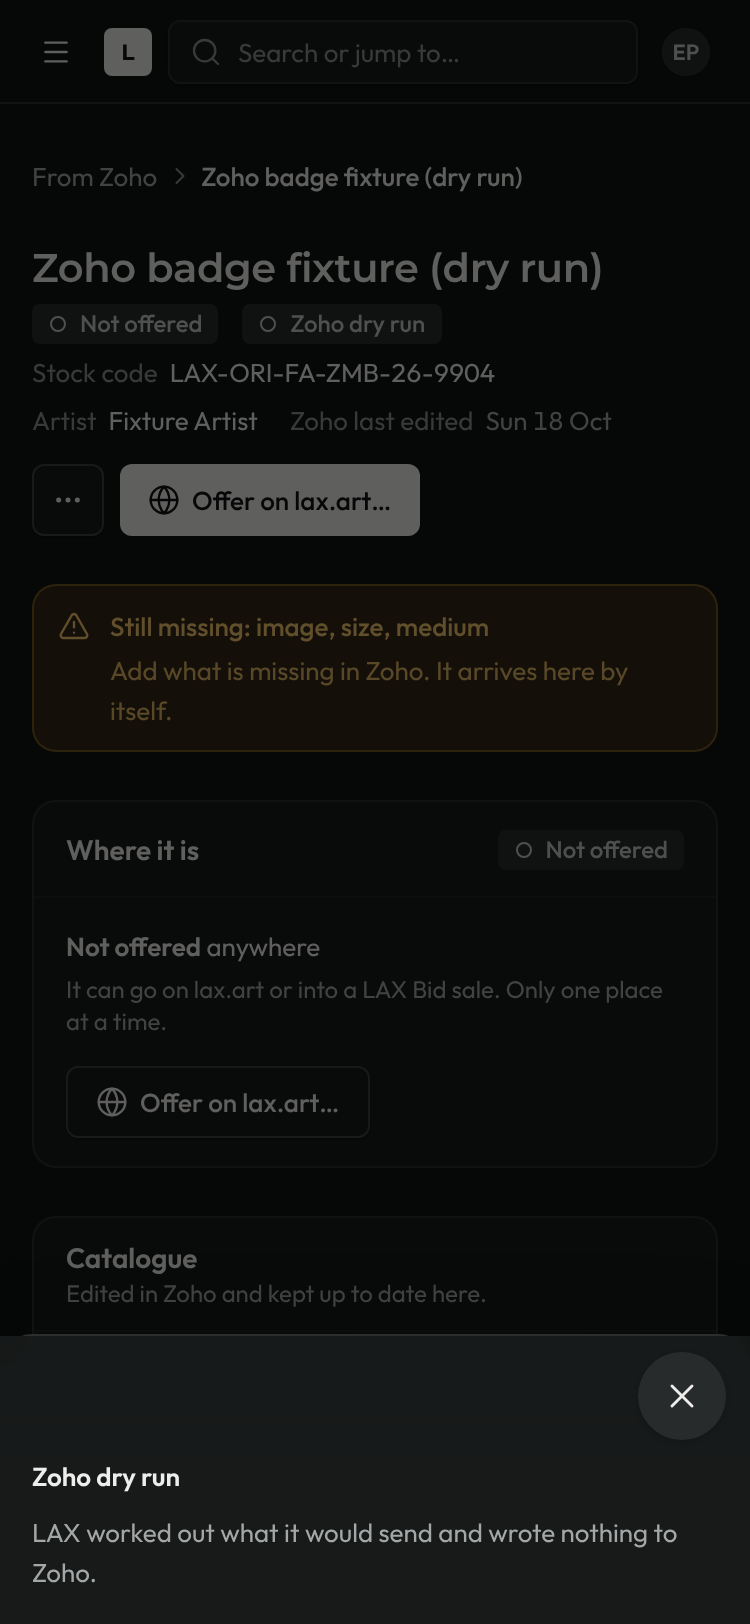 L
Search or jump to...
EP
From Zoho > Zoho badge fixture (dry run)
Zoho badge fixture (dry run)
Not offered
Zoho dry run
Stock code LAX-ORI-FA-ZMB-26-9904
Artist Fixture Artist Zoho last edited Sun 18 Oct
Offer on lax.art...
Still missing: image, size, medium
Add what is missing in Zoho. It arrives here by
itself.
Where it is
Not offered
Not offered anywhere
It can go on lax.art or into a LAX Bid sale. Only one place
at a time.
Offer on lax.art...
Catalogue
Edited in Zoho and kept up to date here.
Zoho dry run
LAX worked out what it would send and wrote nothing to
Zoho.